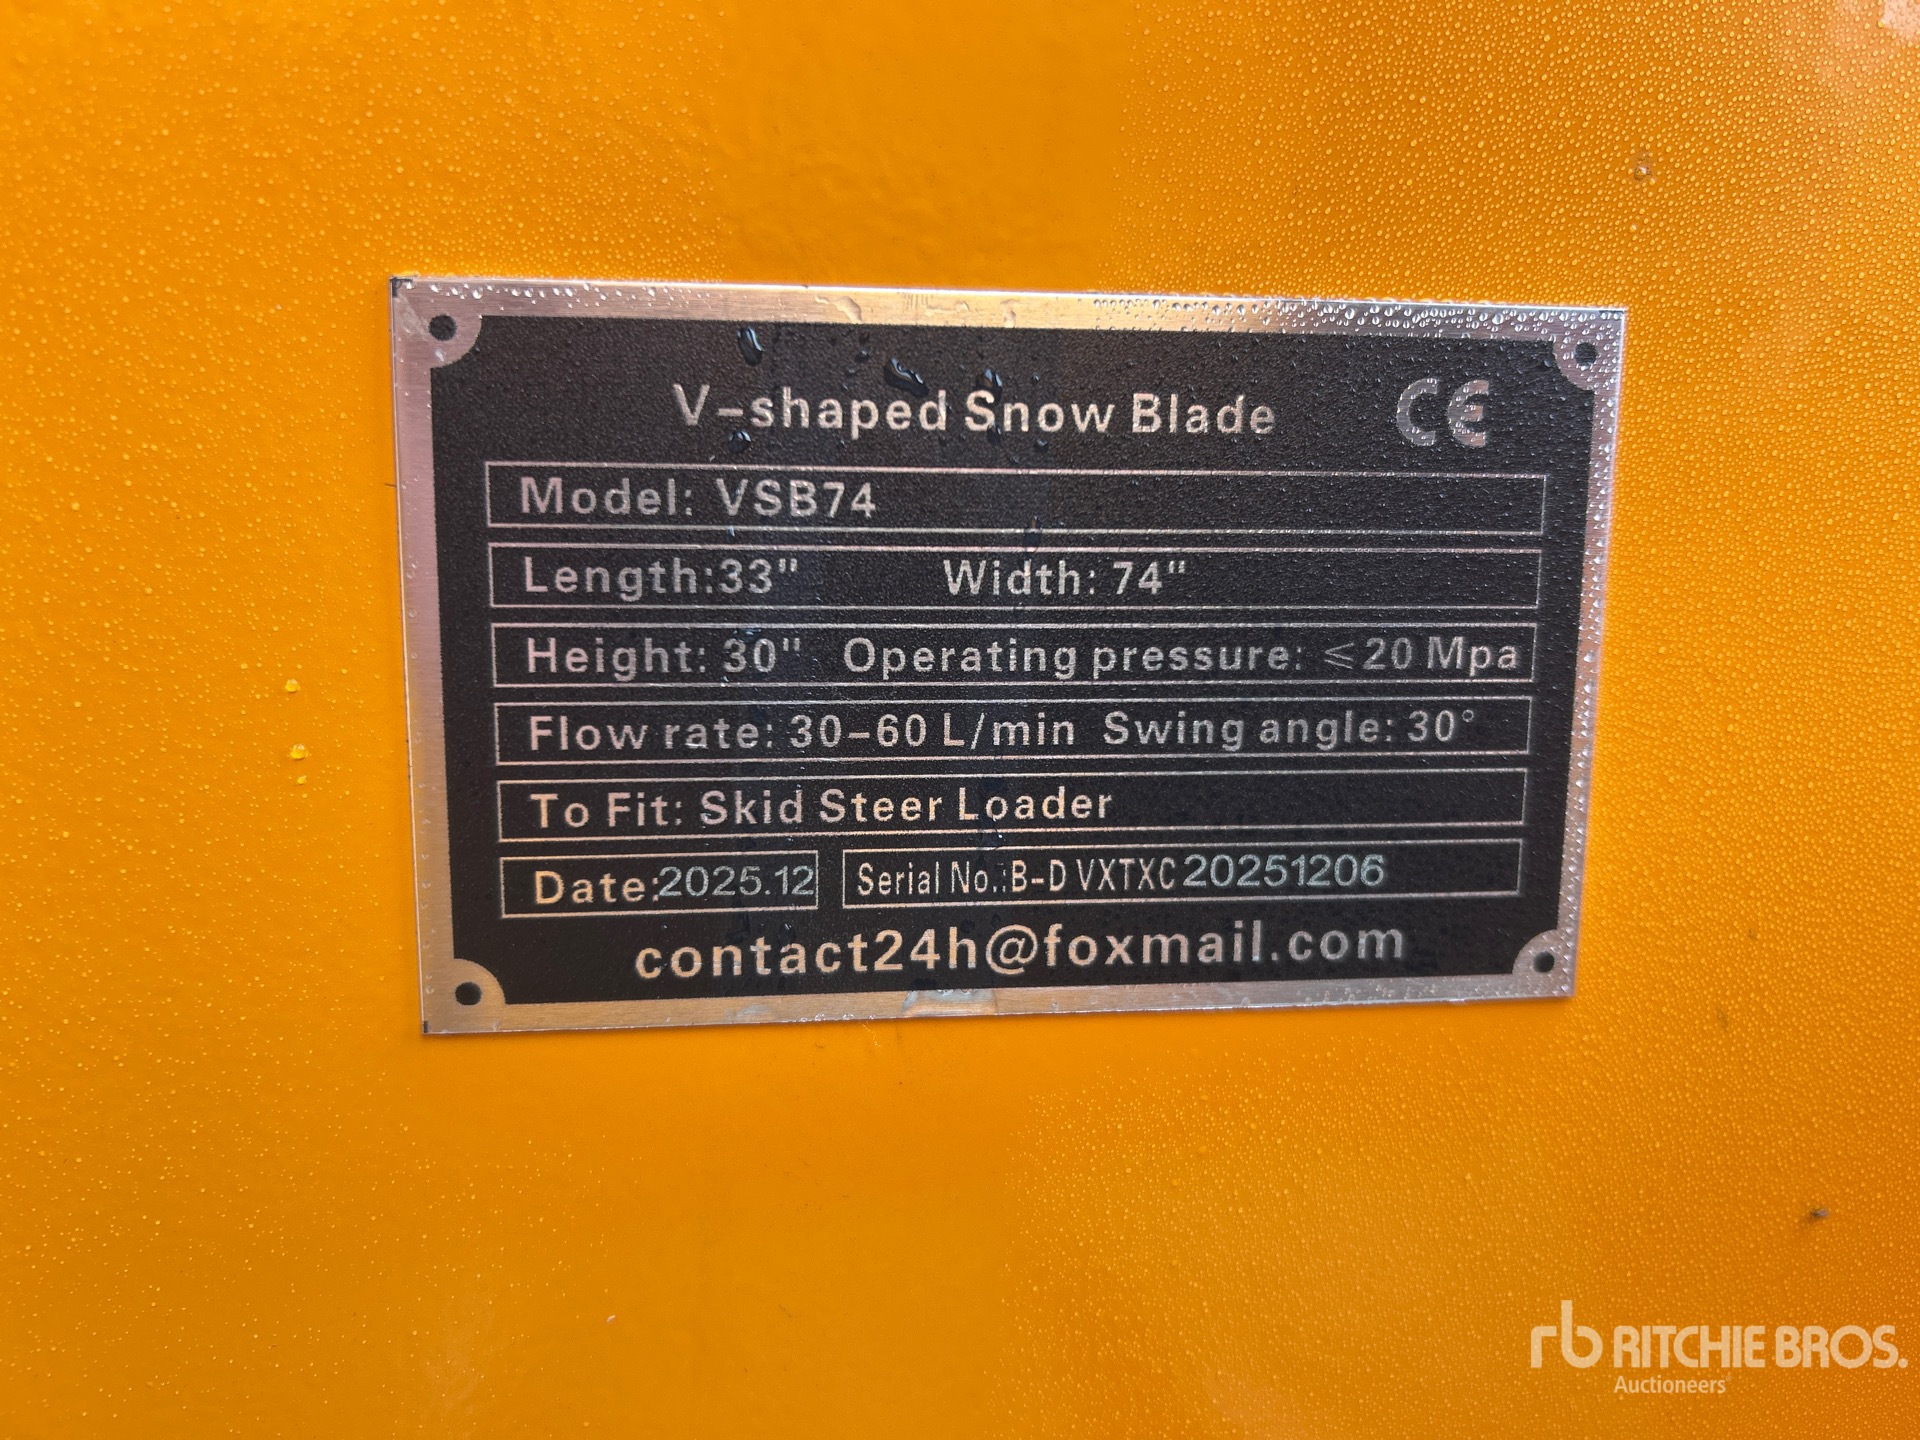 V-shaped Snow Blade CE
Model: VSB74
Length:33" Width: 74"
Height: 30" Operating pressure: ≤20 Mpa
Flow rate: 30-60 L/min Swing angle: 30°
To Fit: Skid Steer Loader
Date:2025.12 Serial No.:B-DVXTXC20251206
contact24h@foxmail.com
rb RITCHIE BROS.
Auctioneers